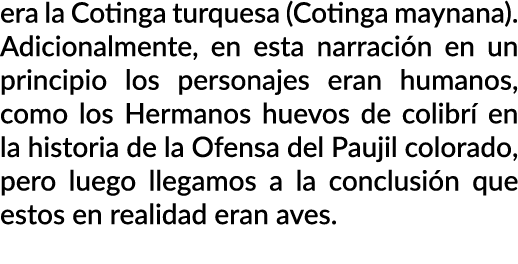 era la Cotinga turquesa (Cotinga maynana).
Adicionalmente, en esta narración en un
principio los personajes eran humanos,
como los Hermanos huevos de colibrí en
la historia de la Ofensa del Paujil colorado,
pero luego llegamos a la conclusión que
estos en realidad eran aves.